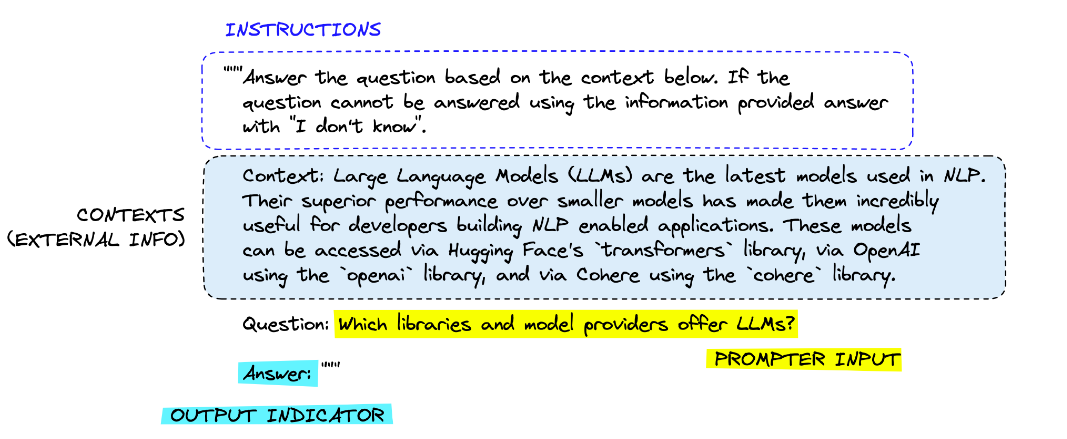 INSTRUCTIONS
"""Answer the question based on the context below. If the
question cannot be answered using the information provided answer
with "I don't know".
Context: Large Language Models (LLMs) are the latest models used in NLP.
Their superior performance over smaller models has made them incredibly
useful for developers building NLP enabled applications. These models
can be accessed via Hugging Face's `transformers` library, via OpenAI
using the `openai` library, and via Cohere using the `cohere` library.
CONTEXTS
(EXTERNAL INFO)
Question: Which libraries and model providers offer LLMs?
PROMPTER INPUT
Answer: """
OUTPUT INDICATOR